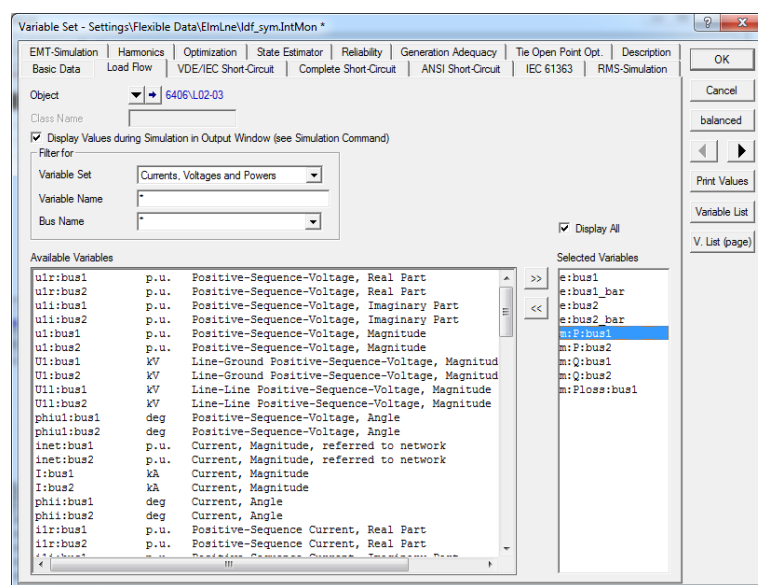 Variable Set - Settings\Flexible Data\ElmLne\ldf_sym.IntMon *
EMT-Simulation Harmonics Optimization State Estimator Reliability Generation Adequacy Tie Open Point Opt. Description
Basic Data Load Flow VDE/IEC Short-Circuit Complete Short-Circuit ANSI Short-Circuit IEC 61363 RMS-Simulation
OK
Cancel
balanced
Print Values
Variable List
V. List (page)
Object 6406\L02-03
Class Name
Display Values during Simulation in Output Window (see Simulation Command)
Filter for
Variable Set Currents, Voltages and Powers
Variable Name *
Bus Name *
Display All
Available Variables
u1r:bus1 p.u. Positive-Sequence-Voltage, Real Part
u1r:bus2 p.u. Positive-Sequence-Voltage, Real Part
u1i:bus1 p.u. Positive-Sequence-Voltage, Imaginary Part
u1i:bus2 p.u. Positive-Sequence-Voltage, Imaginary Part
u1:bus1 p.u. Positive-Sequence-Voltage, Magnitude
u1:bus2 p.u. Positive-Sequence-Voltage, Magnitude
U1:bus1 kV Line-Ground Positive-Sequence-Voltage, Magnitud
U1:bus2 kV Line-Ground Positive-Sequence-Voltage, Magnitud
U1l:bus1 kV Line-Line Positive-Sequence-Voltage, Magnitude
U1l:bus2 kV Line-Line Positive-Sequence-Voltage, Magnitude
phiu1:bus1 deg Positive-Sequence-Voltage, Angle
phiu1:bus2 deg Positive-Sequence-Voltage, Angle
inet:bus1 p.u. Current, Magnitude, referred to network
inet:bus2 p.u. Current, Magnitude, referred to network
I:bus1 kA Current, Magnitude
I:bus2 kA Current, Magnitude
phii:bus1 deg Current, Angle
phii:bus2 deg Current, Angle
i1r:bus1 p.u. Positive-Sequence Current, Real Part
i1r:bus2 p.u. Positive-Sequence Current, Real Part
>>
<<
Selected Variables
e:bus1
e:bus1_bar
e:bus2
e:bus2_bar
m:P:bus1
m:P:bus2
m:Q:bus1
m:Q:bus2
m:Ploss:bus1